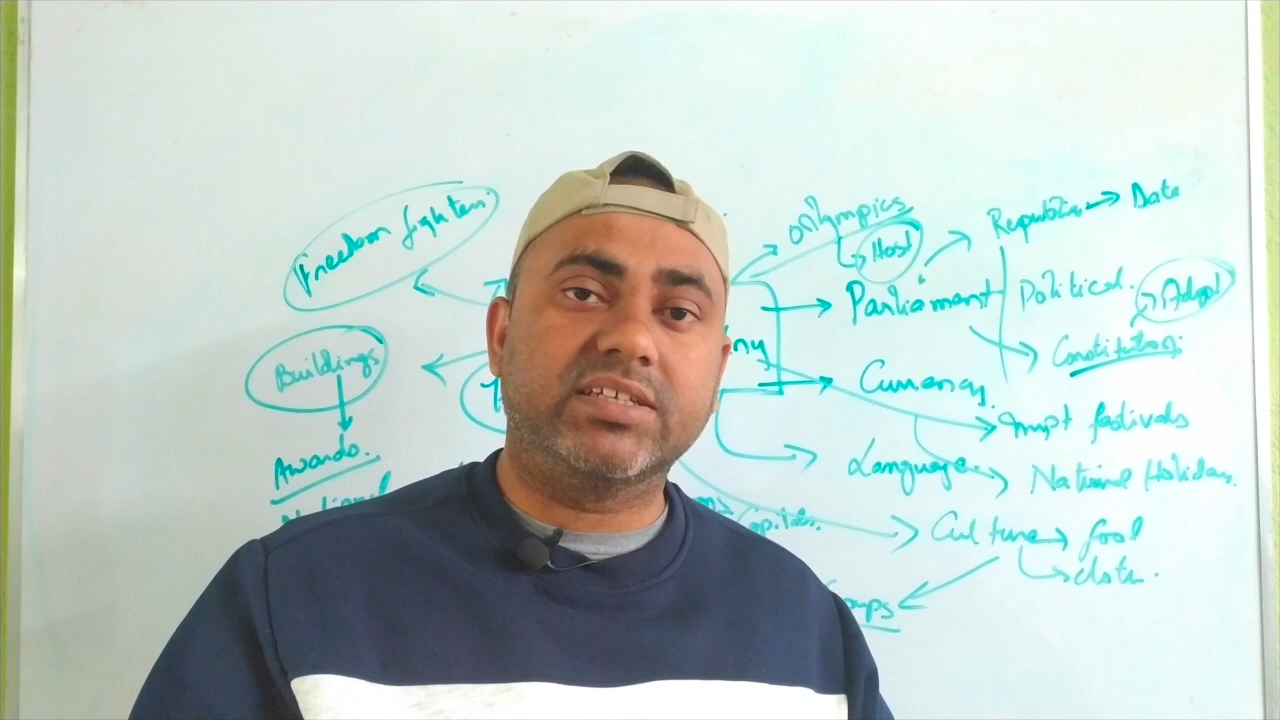 Freedom fighters
Buildings
Awards.
Olympics
Host
Parliament
Republic → Date
Political.
Adopt
Constitution
Currency
Impt festivals
Language
National Holidays.
Culture → food
cloth.